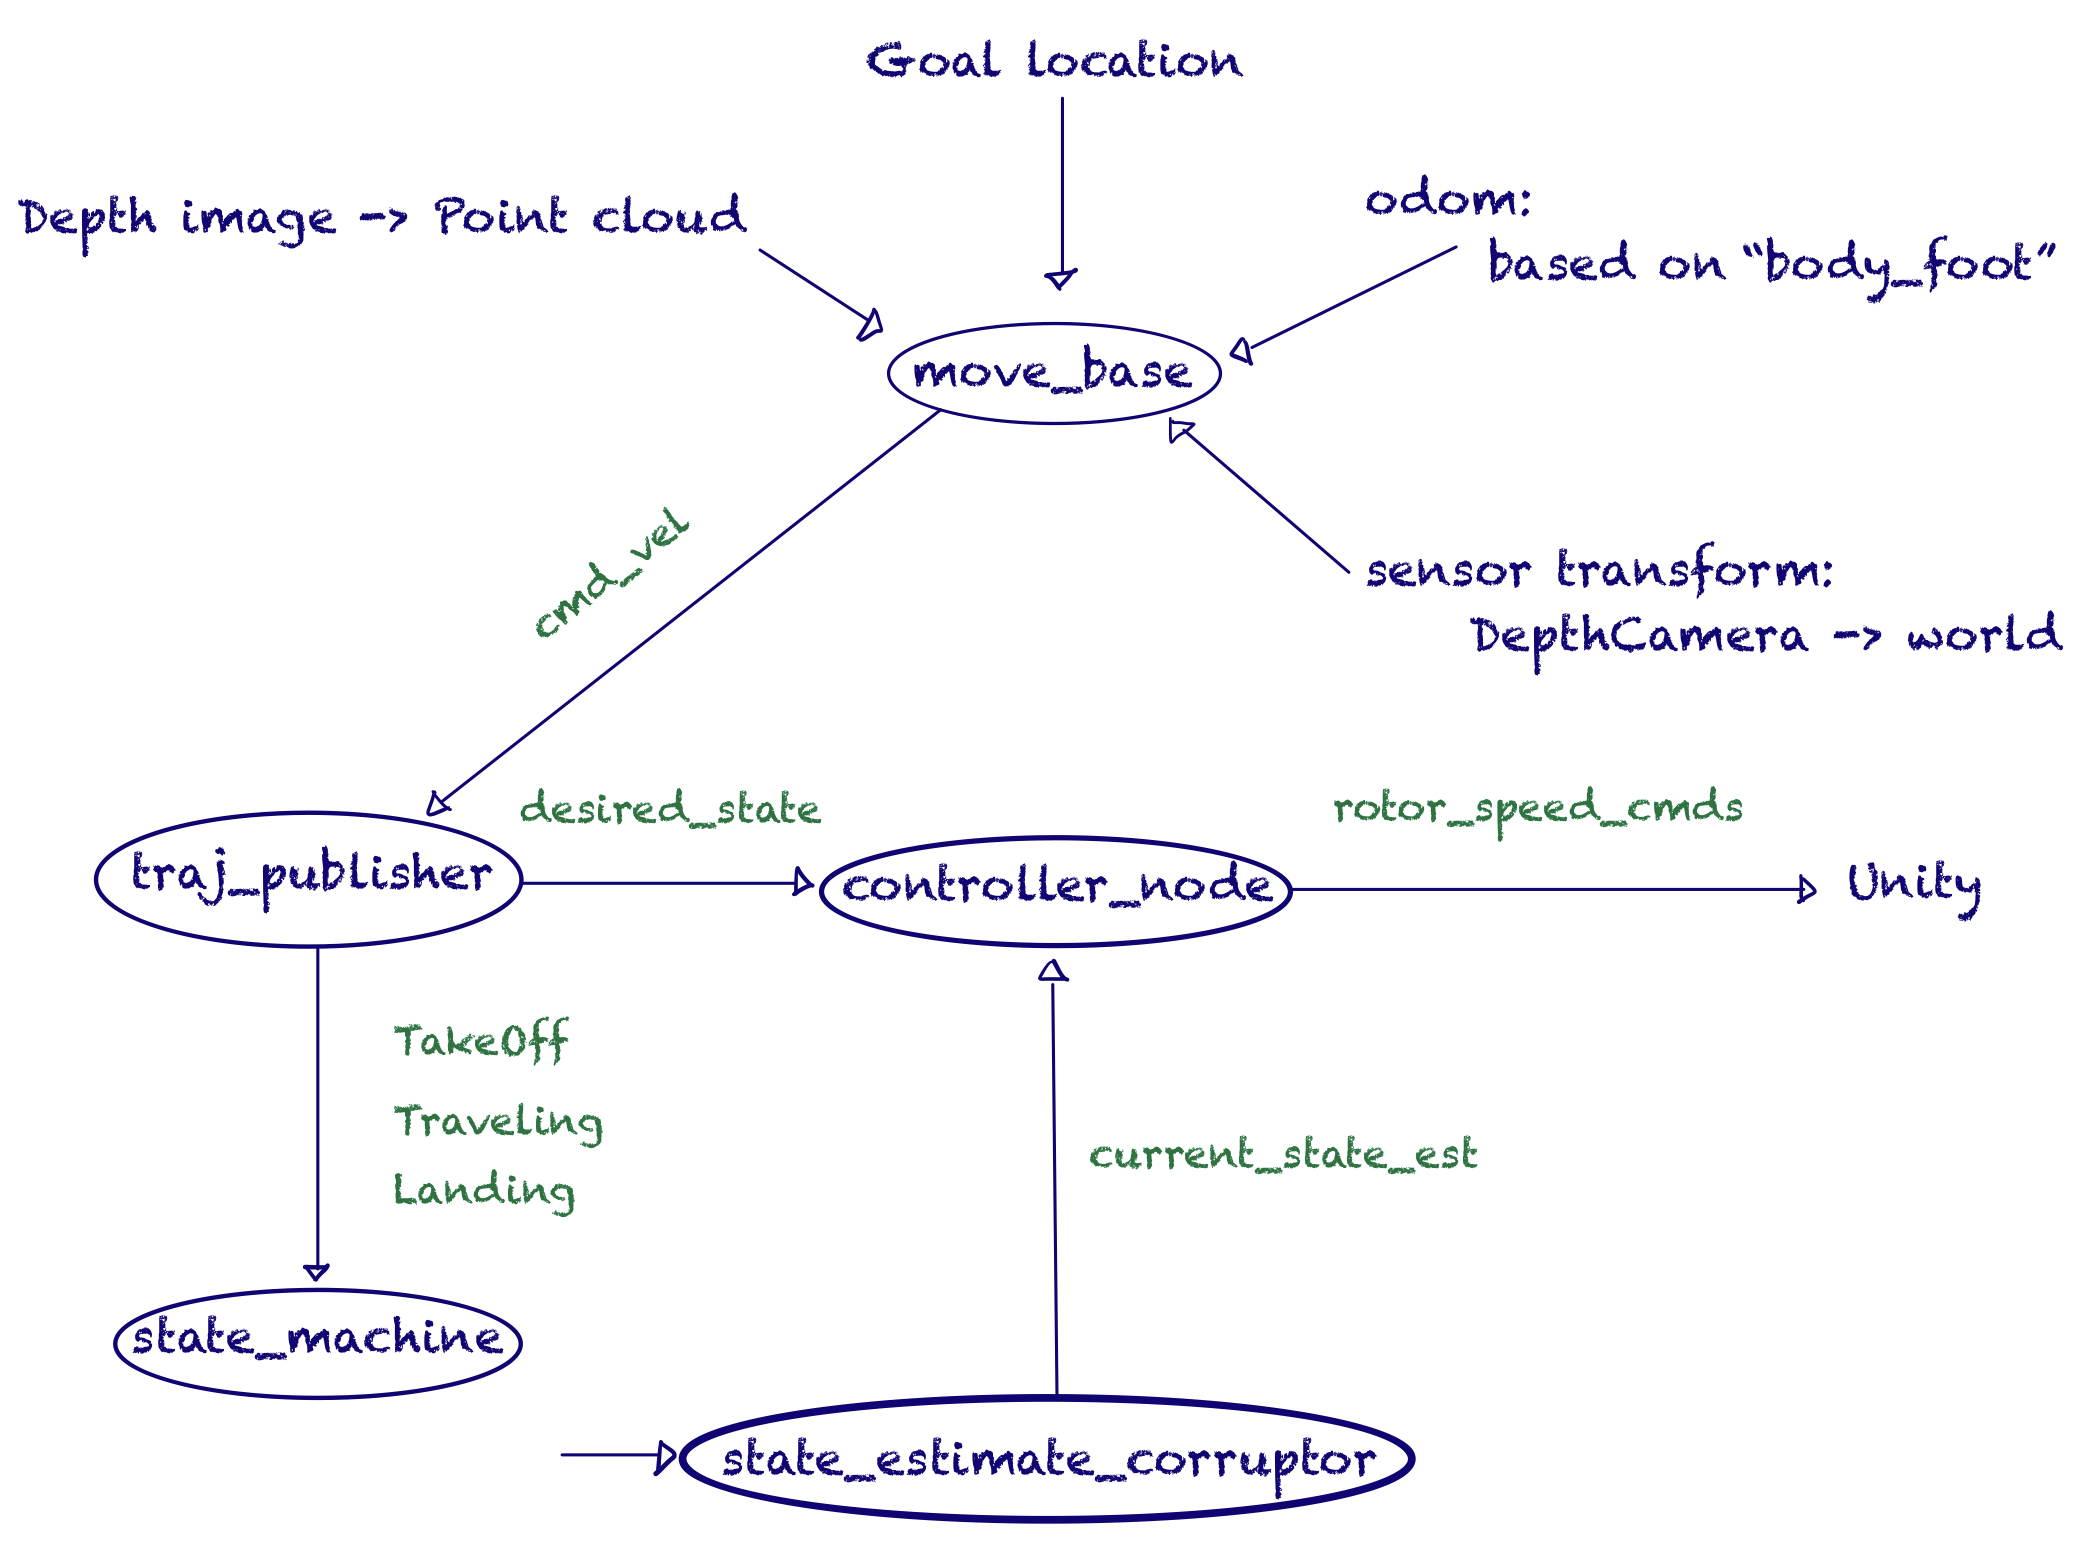 Goal location
Depth image -> Point cloud
odom:
based on “body_foot”
move_base
cmd_vel
sensor transform:
DepthCamera -> world
desired_state
rotor_speed_cmds
traj_publisher
controller_node
Unity
TakeOff
Traveling
Landing
current_state_est
state_machine
state_estimate_corruptor